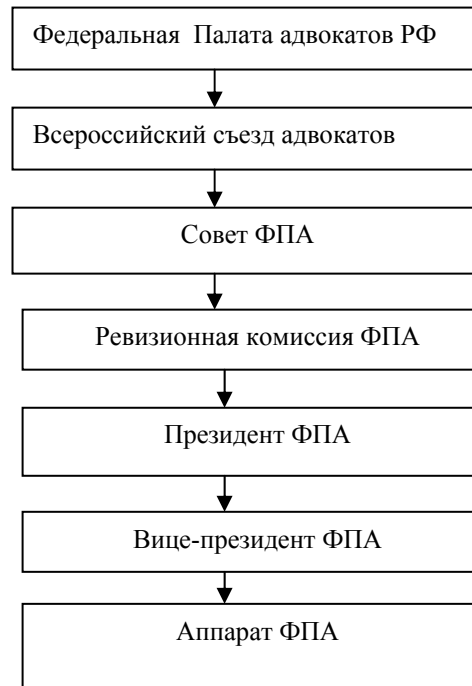 Федеральная Палата адвокатов РФ
Всероссийский съезд адвокатов
Совет ФПА
Ревизионная комиссия ФПА
Президент ФПА
Вице-президент ФПА
Аппарат ФПА